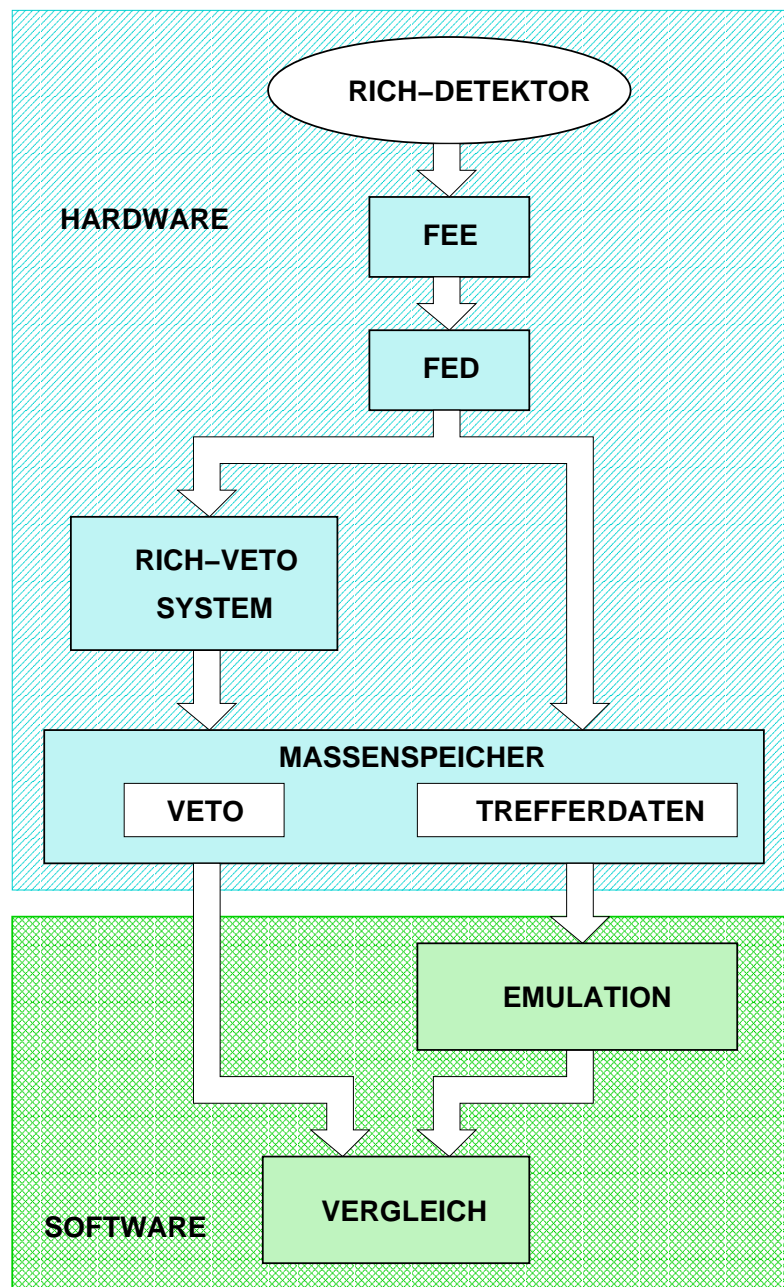 RICH–DETEKTOR
HARDWARE
FEE
FED
RICH–VETO
SYSTEM
MASSENSPEICHER
VETO
TREFFERDATEN
EMULATION
VERGLEICH
SOFTWARE